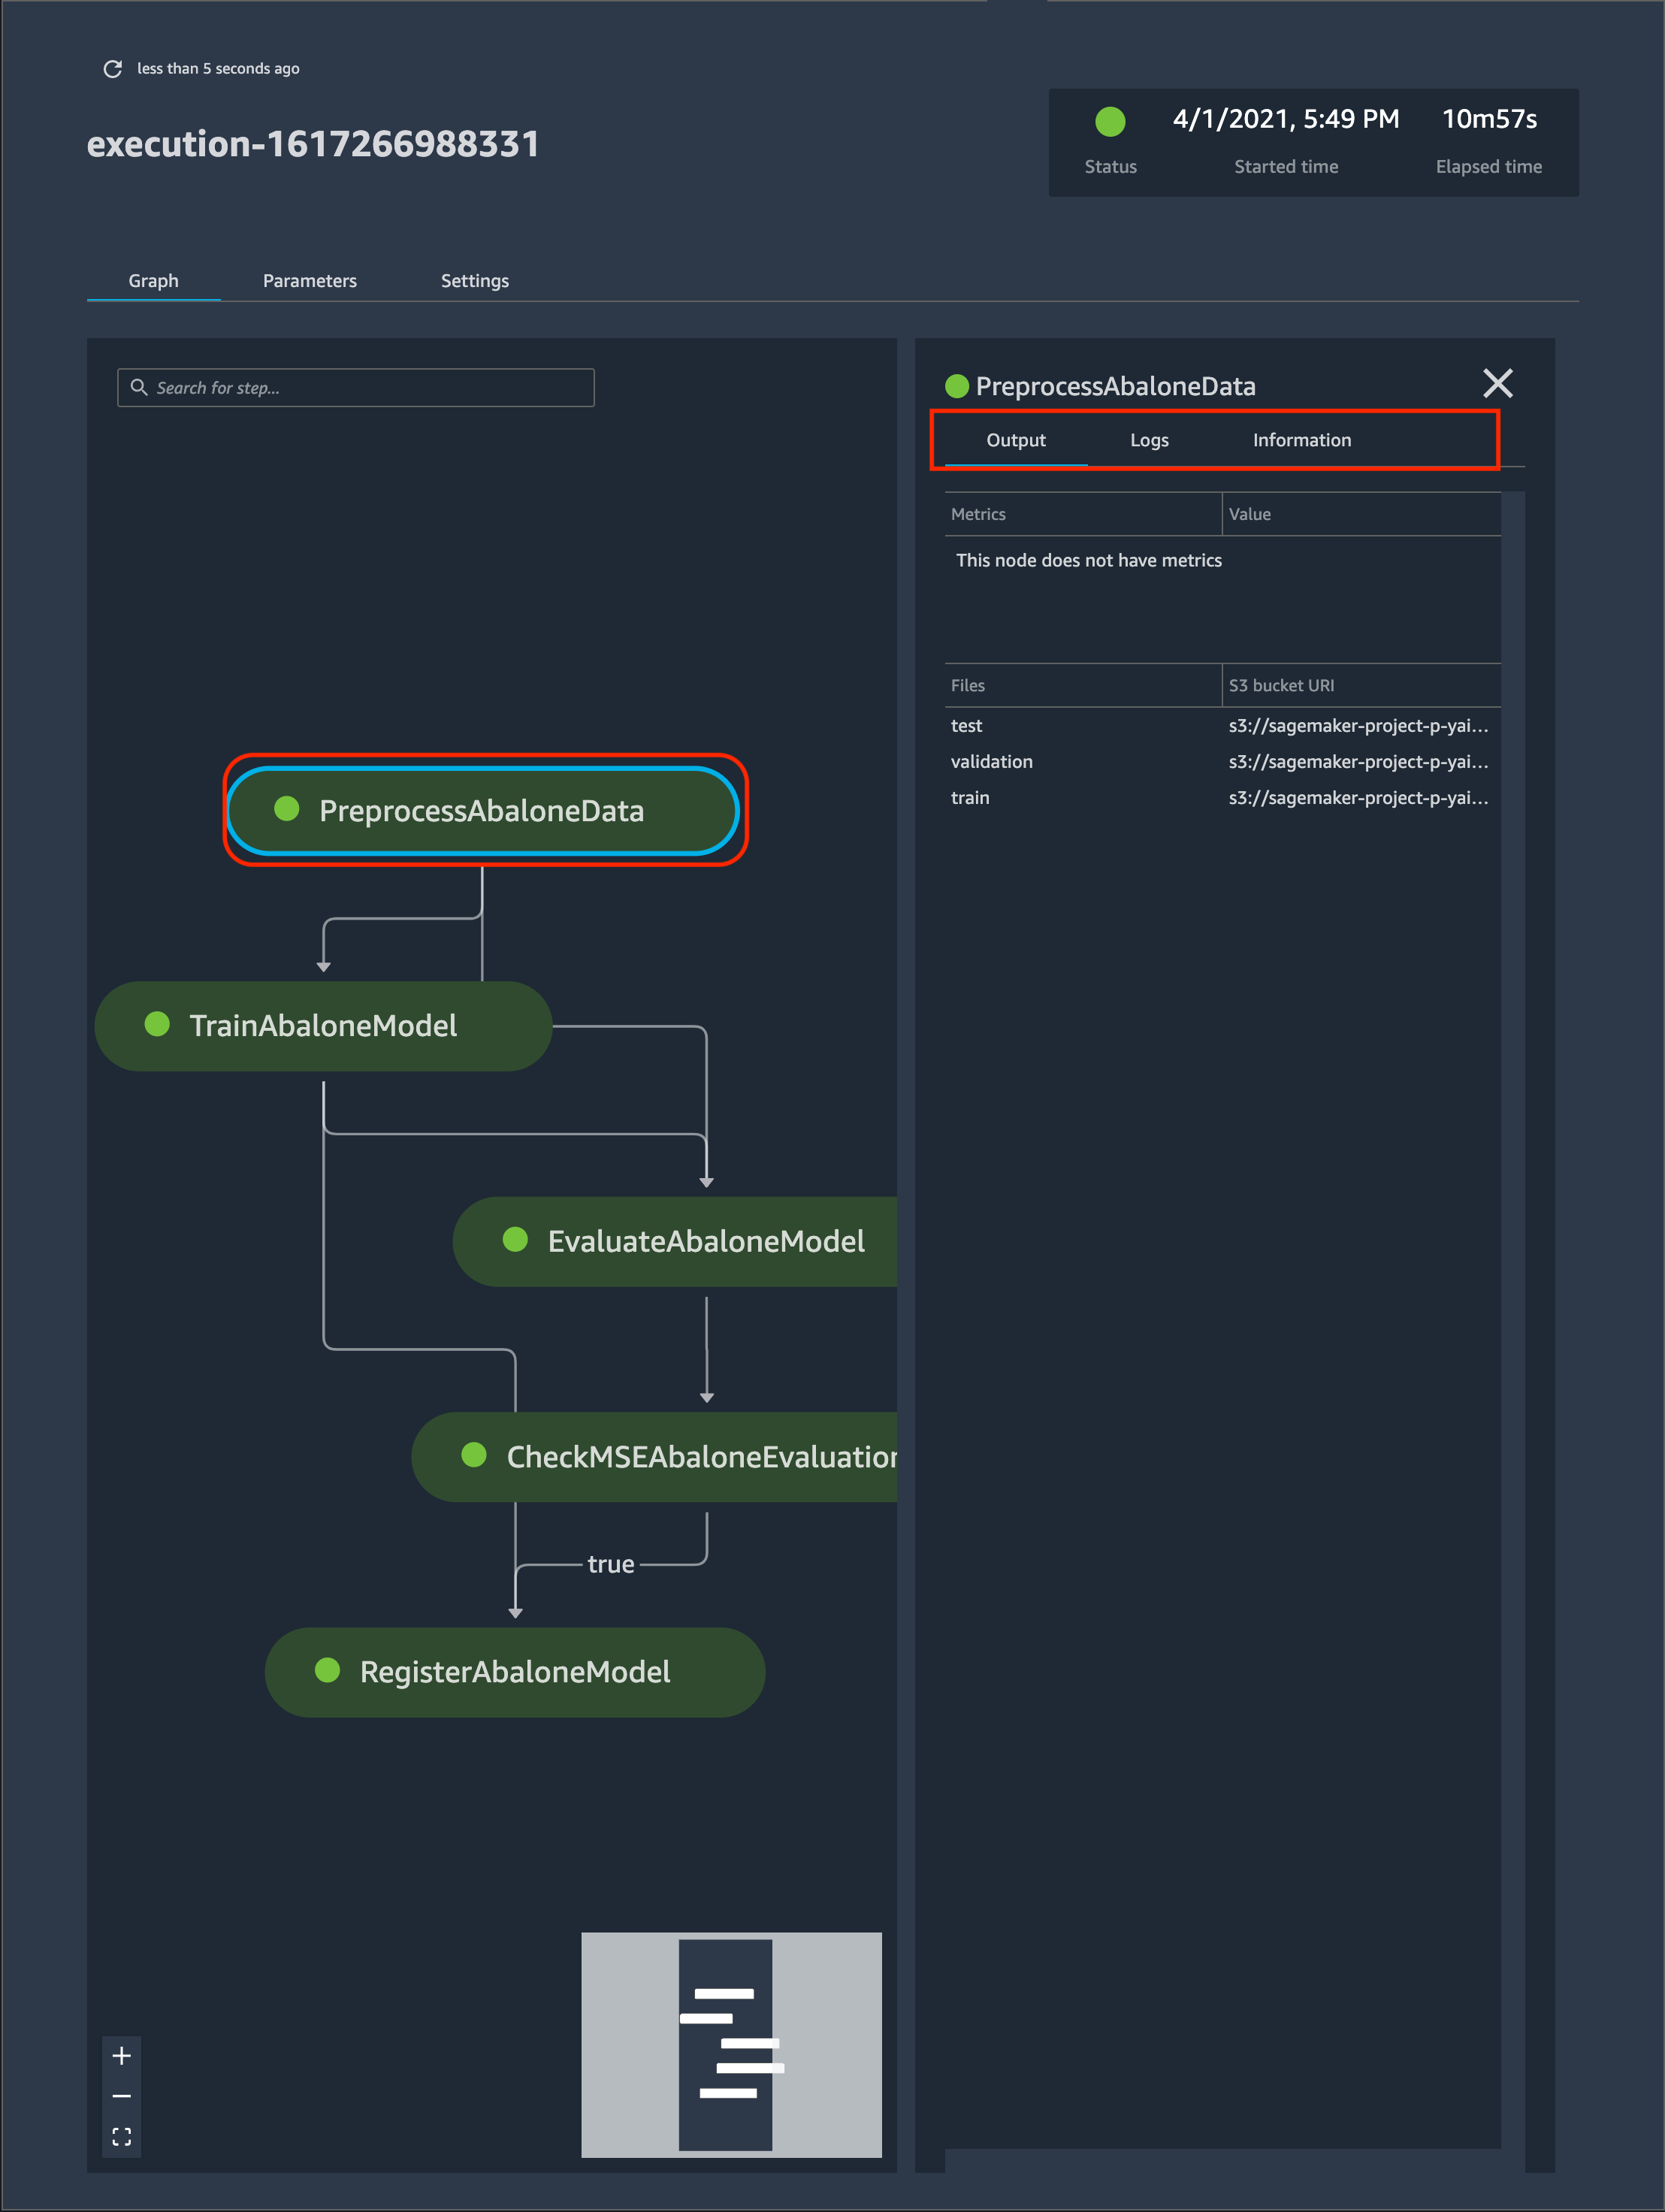 less than 5 seconds ago
execution-1617266988331
4/1/2021, 5:49 PM 10m57s
Status Started time Elapsed time
Graph Parameters Settings
Search for step...
PreprocessAbaloneData
TrainAbaloneModel
EvaluateAbaloneModel
CheckMSEAbaloneEvaluation
true
RegisterAbaloneModel
PreprocessAbaloneData
Output Logs Information
Metrics Value
This node does not have metrics
Files S3 bucket URI
test s3://sagemaker-project-p-yai...
validation s3://sagemaker-project-p-yai...
train s3://sagemaker-project-p-yai...